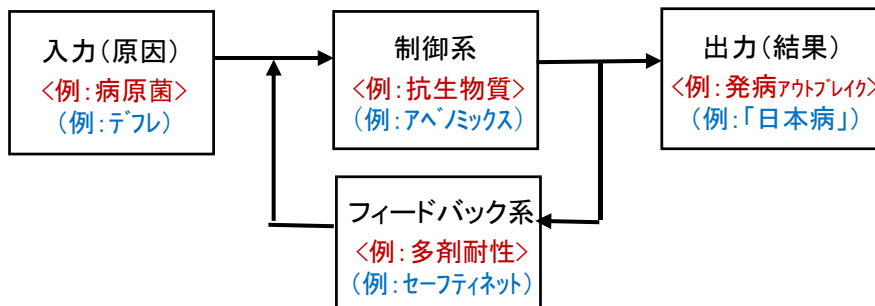 入力(原因)
<例:病原菌>
(例:デフレ)
制御系
<例:抗生物質>
(例:アベノミックス)
出力(結果)
<例:発病アウトブレイク>
(例:「日本病」)
フィードバック系
<例:多剤耐性>
(例:セーフティネット)